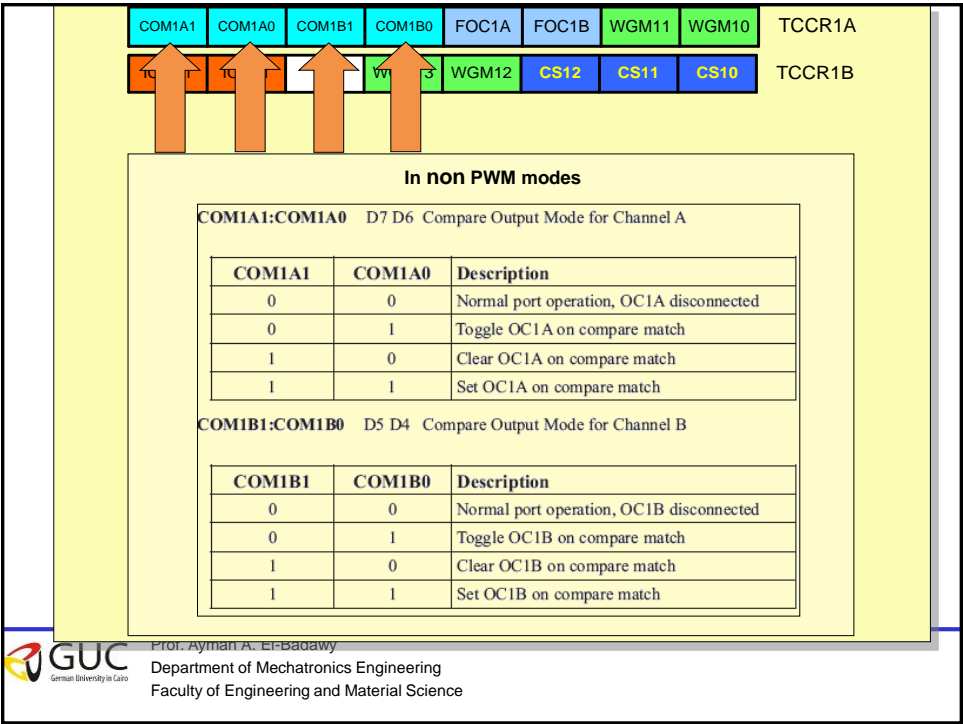 COM1A1 COM1A0 COM1B1 COM1B0 FOC1A FOC1B WGM11 WGM10 TCCR1A
WGM12 CS12 CS11 CS10 TCCR1B
In non PWM modes
COM1A1:COM1A0 D7 D6 Compare Output Mode for Channel A
COM1A1 COM1A0 Description
0 0 Normal port operation, OC1A disconnected
0 1 Toggle OC1A on compare match
1 0 Clear OC1A on compare match
1 1 Set OC1A on compare match
COM1B1:COM1B0 D5 D4 Compare Output Mode for Channel B
COM1B1 COM1B0 Description
0 0 Normal port operation, OC1B disconnected
0 1 Toggle OC1B on compare match
1 0 Clear OC1B on compare match
1 1 Set OC1B on compare match
Prof. Ayman A. El-Badawy
GUC
German University in Cairo
Department of Mechatronics Engineering
Faculty of Engineering and Material Science